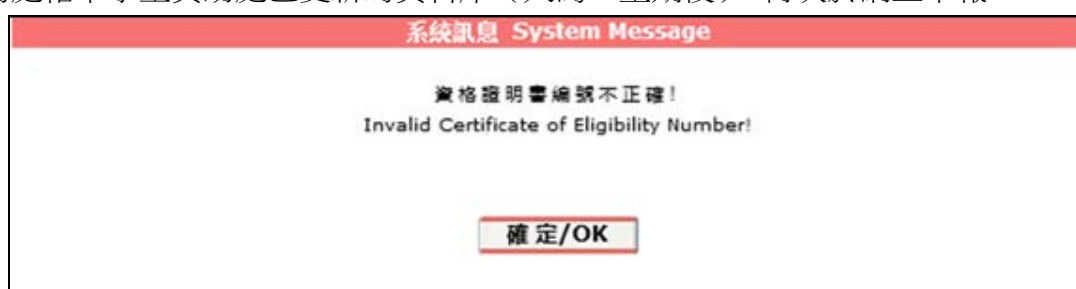 系統訊息 System Message
資格證明書編號不正確!
Invalid Certificate of Eligibility Number!
確 定/OK